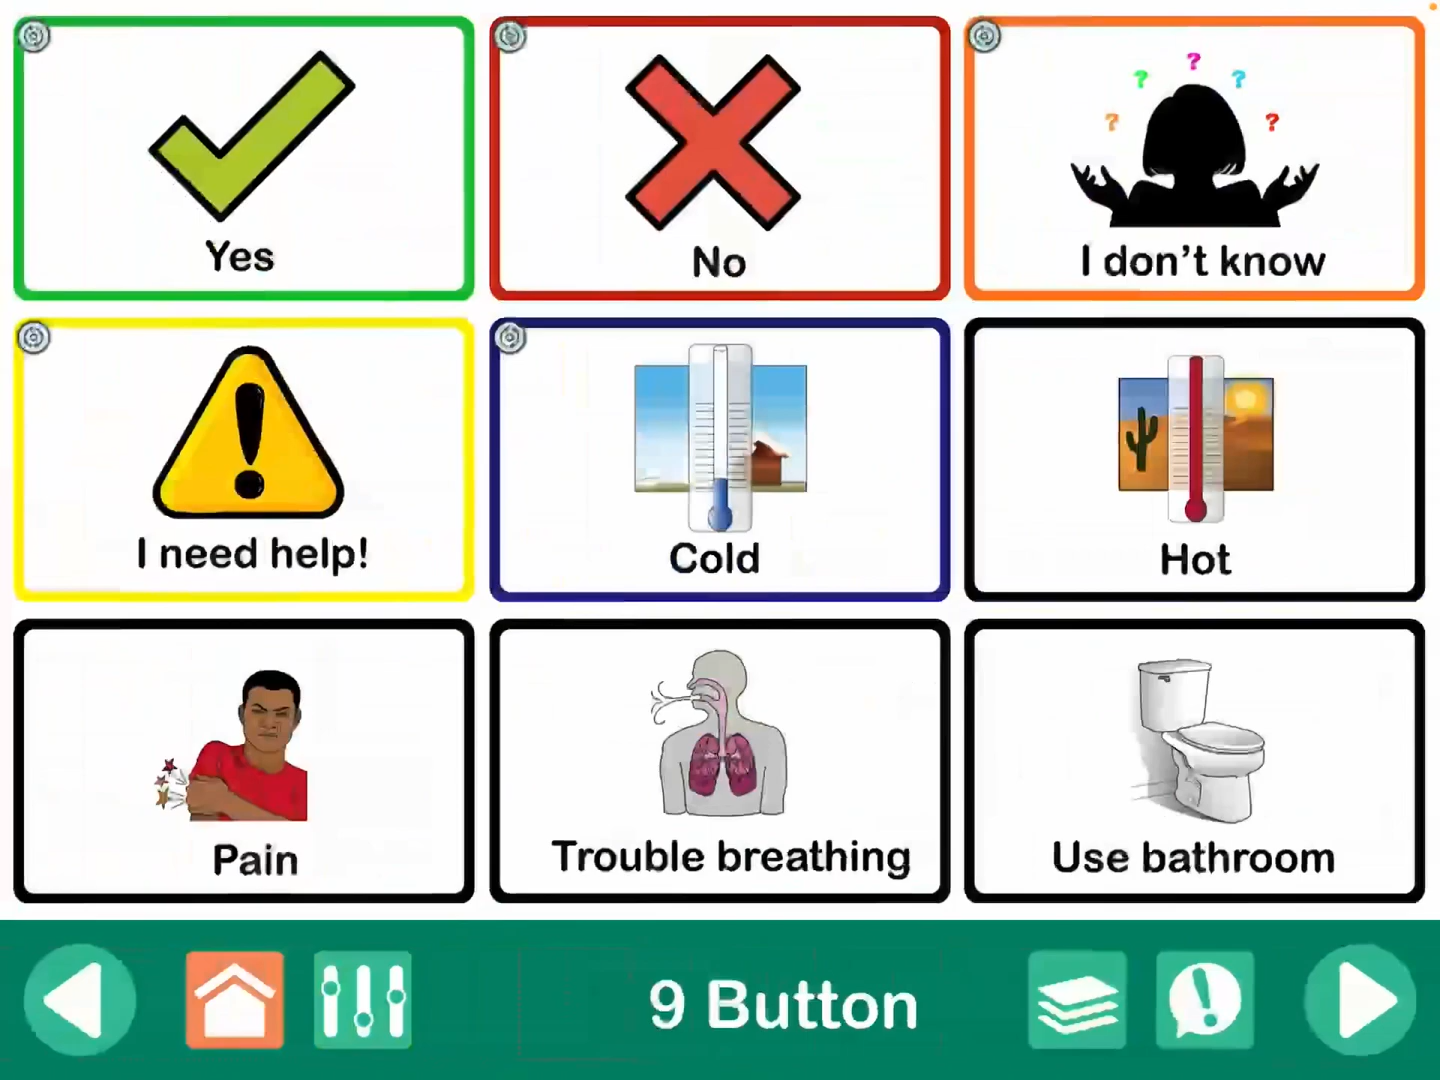 Yes
No
I don't know
I need help!
Cold
Hot
Pain
Trouble breathing
Use bathroom
9 Button